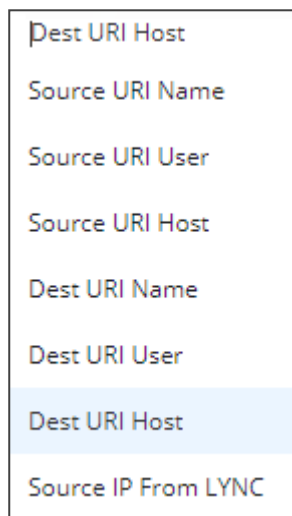 Dest URI Host
Source URI Name
Source URI User
Source URI Host
Dest URI Name
Dest URI User
Dest URI Host
Source IP From LYNC